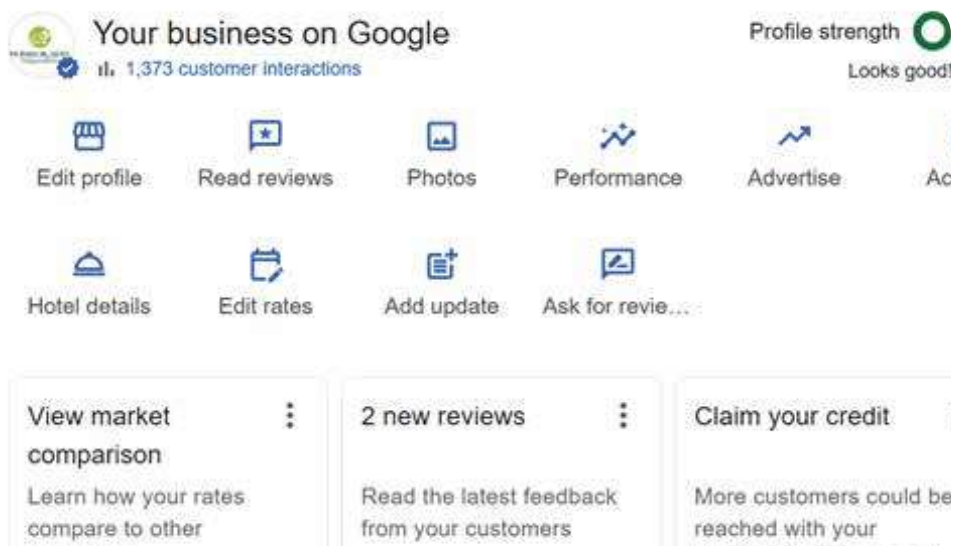 Your business on Google
Profile strength
1,373 customer interactions
Looks good!
Edit profile
Read reviews
Photos
Performance
Advertise
Ac
Hotel details
Edit rates
Add update
Ask for revie...
View market
comparison
Learn how your rates
compare to other
2 new reviews
Read the latest feedback
from your customers
Claim your credit
More customers could be
reached with your